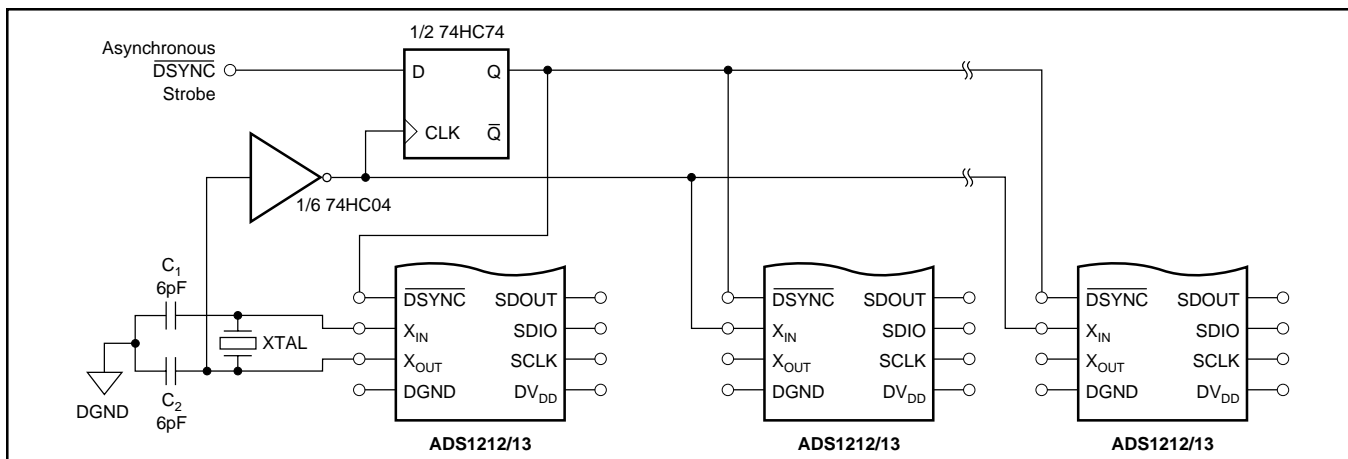 1/2 74HC74
Asynchronous
DSYNC
Strobe
D Q
CLK Q
1/6 74HC04
C1
6pF
XTAL
C2
6pF
DGND
DSYNC SDOUT
XIN SDIO
XOUT SCLK
DGND DVDD
ADS1212/13
DSYNC SDOUT
XIN SDIO
XOUT SCLK
DGND DVDD
ADS1212/13
DSYNC SDOUT
XIN SDIO
XOUT SCLK
DGND DVDD
ADS1212/13